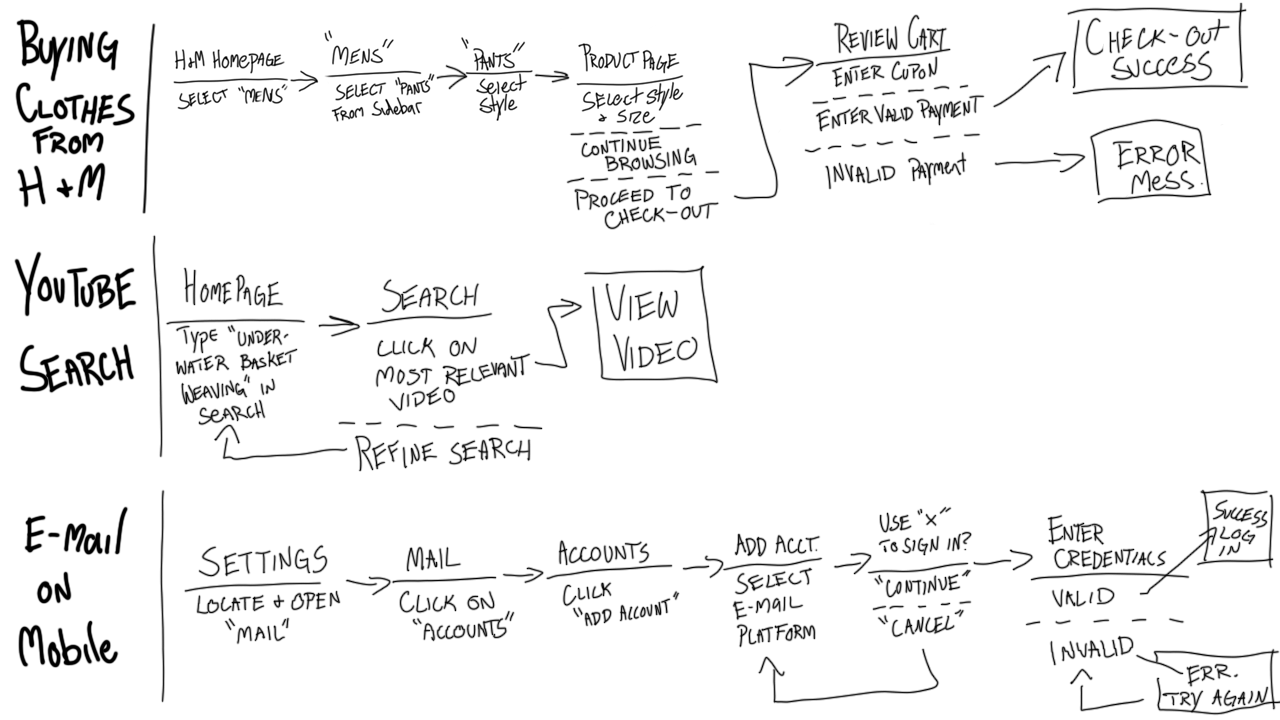 BUYING
CLOTHES
FROM
H+M
H+M HOMEPAGE
SELECT "MENS"
"MENS"
SELECT "PANTS"
FROM Sidebar
"PANTS"
Select
Style
PRODUCT PAGE
SELECT Style
+ SIZE
CONTINUE
BROWSING
PROCEED TO
CHECK-OUT
REVIEW CART
ENTER CUPON
ENTER VALID PAYMENT
INVALID Payment
CHECK-OUT
SUCCESS
ERROR
MESS.
YOUTUBE
SEARCH
HOMEPAGE
TYPE "UNDER-
WATER BASKET
WEAVING" IN
SEARCH
SEARCH
CLICK ON
MOST RELEVANT
VIDEO
REFINE SEARCH
VIEW
VIDEO
E-Mail
ON
Mobile
SETTINGS
LOCATE + OPEN
"MAIL"
MAIL
CLICK ON
"ACCOUNTS"
ACCOUNTS
CLICK
"ADD ACCOUNT"
ADD ACCT.
SELECT
E-MAIL
PLATFORM
USE "X"
TO SIGN IN?
"CONTINUE"
"CANCEL"
ENTER
CREDENTIALS
VALID
INVALID
SUCCESS
LOG
IN
ERR.
TRY AGAIN